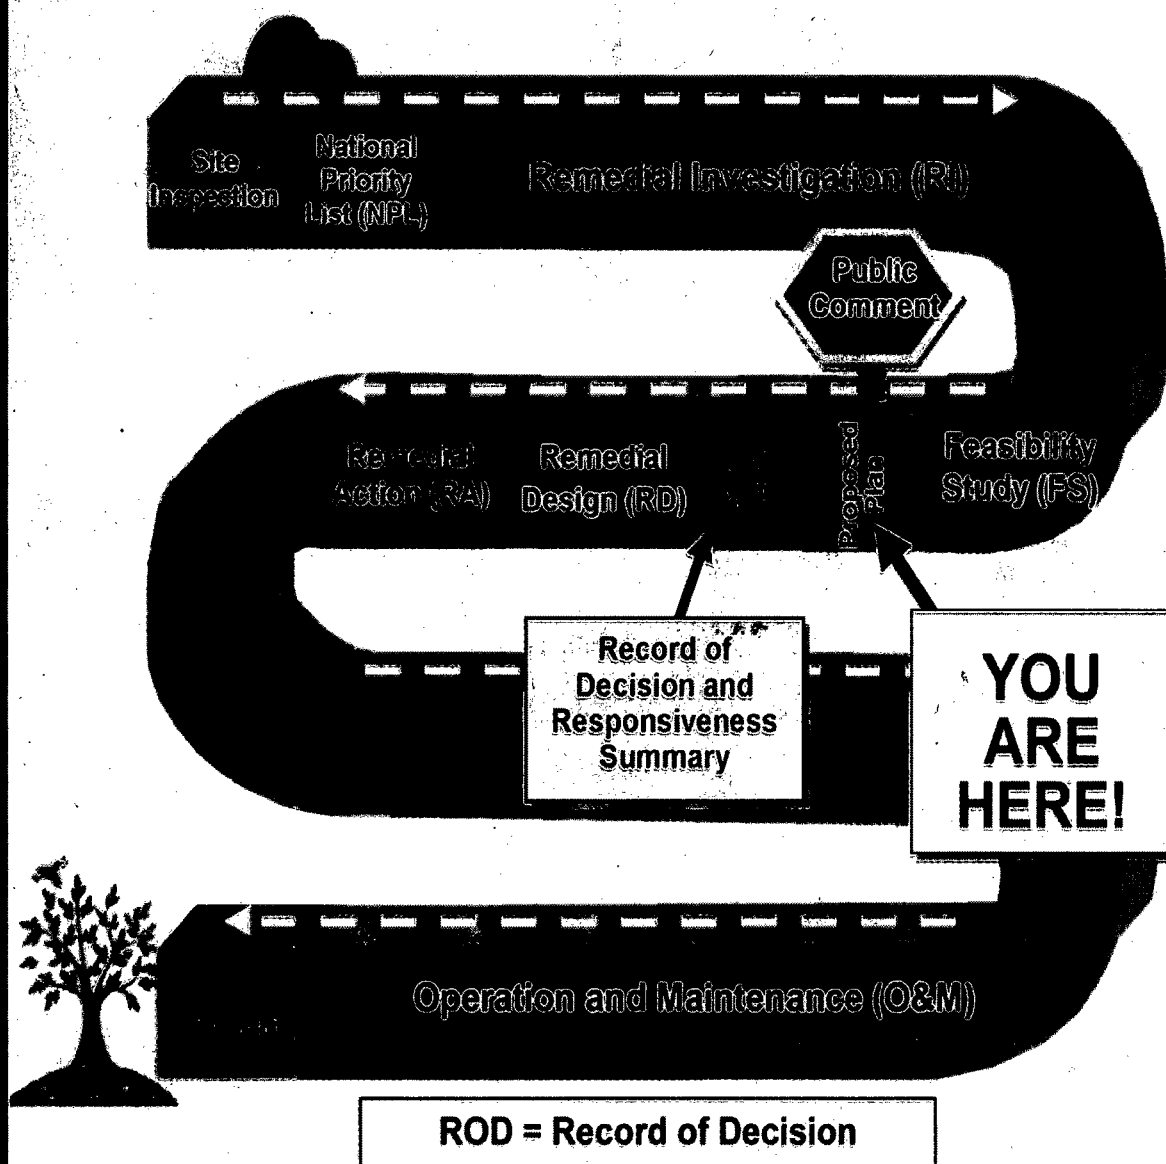 Site
Inspection
National
Priority
List (NPL)
Remedial Investigation (RI)
Public
Comment
Feasibility
Study (FS)
Proposed
Plan
Remedial
Design (RD)
Remedial
Action (RA)
Record of
Decision and
Responsiveness
Summary
YOU
ARE
HERE!
Operation and Maintenance (O&M)
ROD = Record of Decision